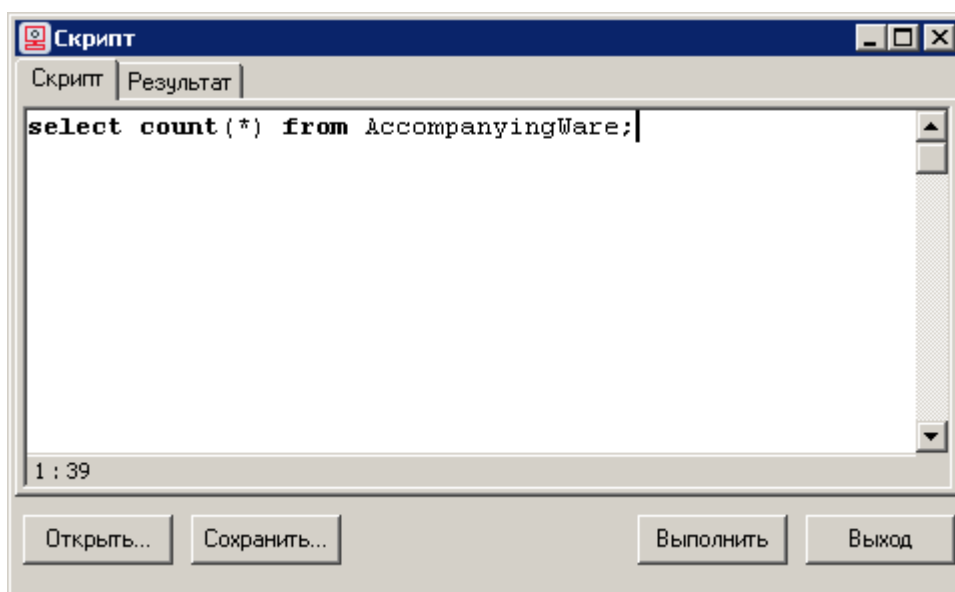 Скрипт
Скрипт Результат
select count(*) from AccompanyingWare;
1 : 39
Открыть... Сохранить... Выполнить Выход